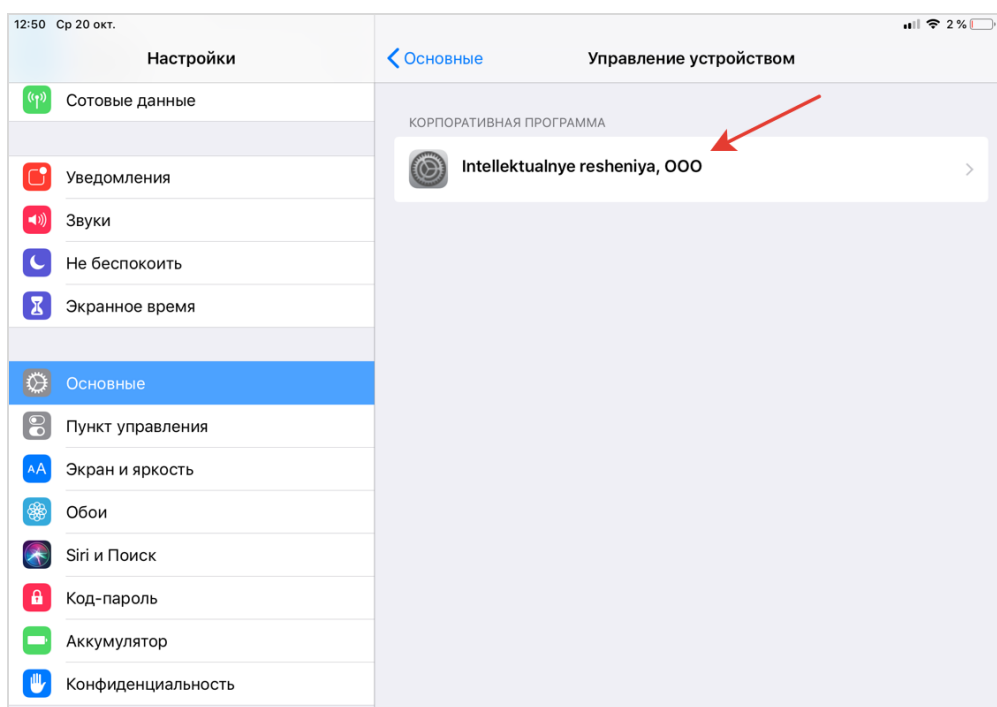 12:50 Ср 20 окт.
2 %
Настройки
Основные
Управление устройством
Сотовые данные
КОРПОРАТИВНАЯ ПРОГРАММА
Intellektualnye resheniya, OOO
Уведомления
Звуки
Не беспокоить
Экранное время
Основные
Пункт управления
AA
Экран и яркость
Обои
Siri и Поиск
Код-пароль
Аккумулятор
Конфиденциальность